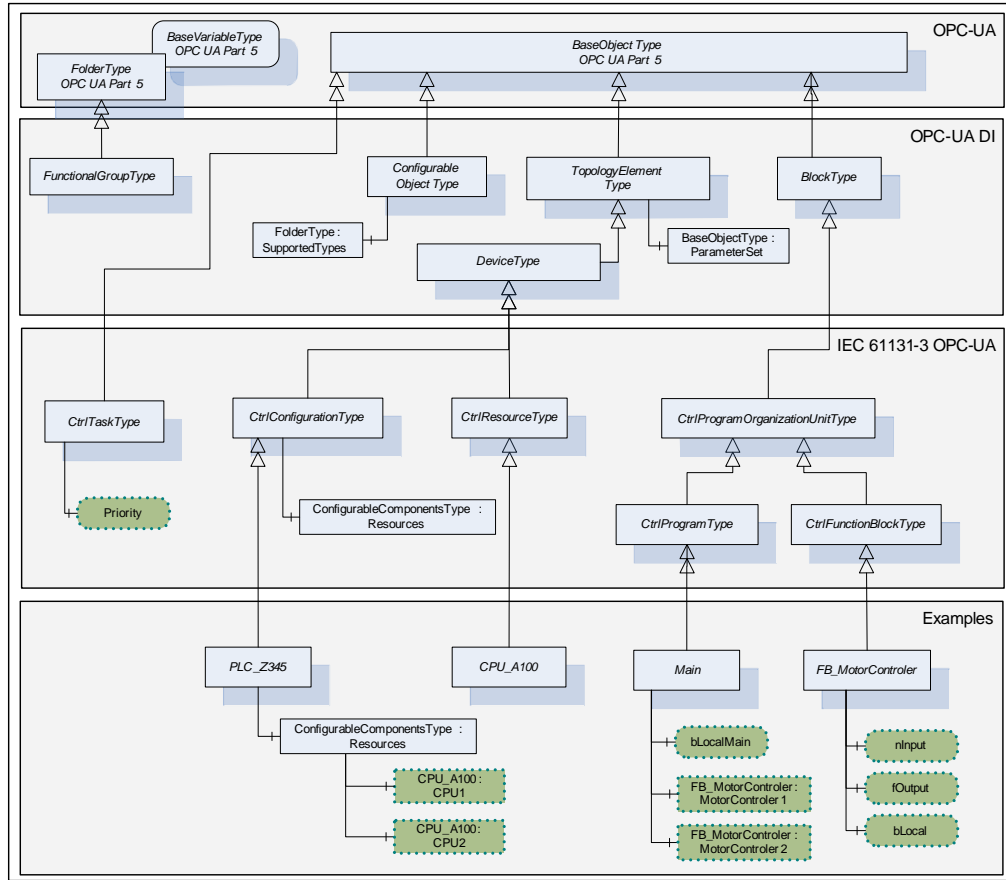 OPC-UA
BaseVariableType
OPC UA Part 5
BaseObject Type
OPC UA Part 5
FolderType
OPC UA Part 5
OPC-UA DI
FunctionalGroupType
Configurable
Object Type
TopologyElement
Type
BlockType
FolderType :
SupportedTypes
BaseObjectType :
ParameterSet
DeviceType
IEC 61131-3 OPC-UA
CtrlTaskType
CtrlConfigurationType
CtrlResourceType
CtrlProgramOrganizationUnitType
Priority
ConfigurableComponentsType :
Resources
CtrlProgramType
CtrlFunctionBlockType
Examples
PLC_Z345
CPU_A100
Main
FB_MotorControler
ConfigurableComponentsType :
Resources
bLocalMain
nInput
CPU_A100 :
CPU1
FB_MotorControler :
MotorControler 1
fOutput
CPU_A100:
CPU2
FB_MotorControler :
MotorControler 2
bLocal